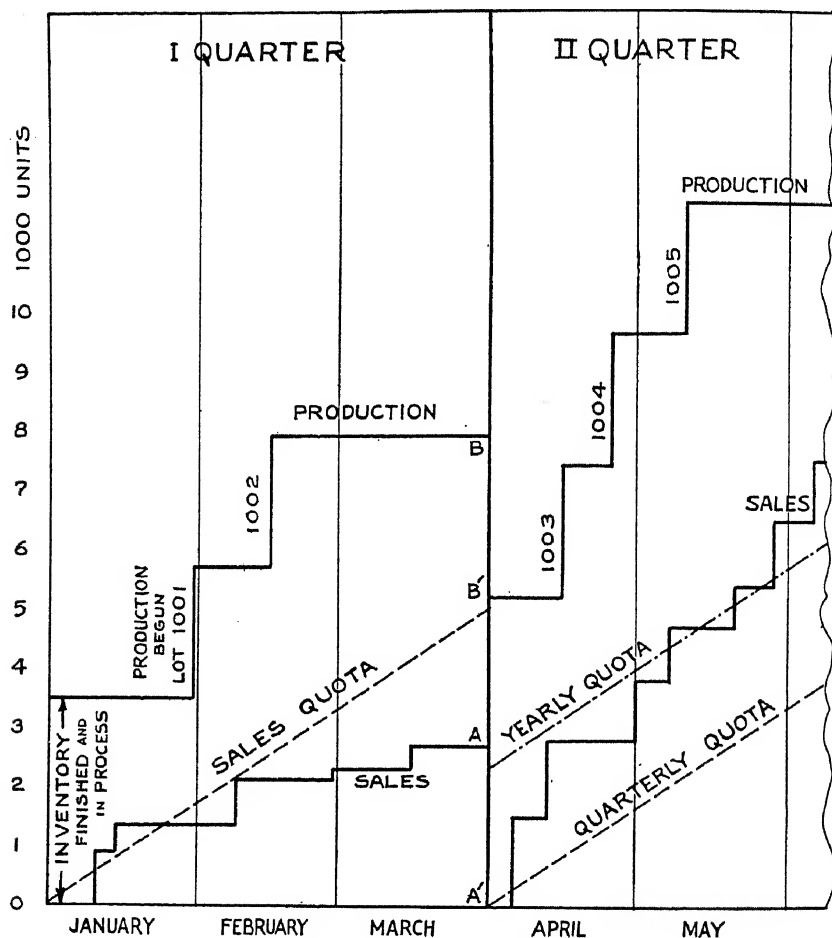 I QUARTER
II QUARTER
1000 UNITS
10
9
8
7
6
5
4
3
2
1
0
PRODUCTION
PRODUCTION
BEGUN
LOT 1001
1002
B
B′
A
A′
SALES QUOTA
SALES
INVENTORY
FINISHED AND
IN PROCESS
PRODUCTION
1003
1004
1005
SALES
YEARLY QUOTA
QUARTERLY QUOTA
JANUARY
FEBRUARY
MARCH
APRIL
MAY